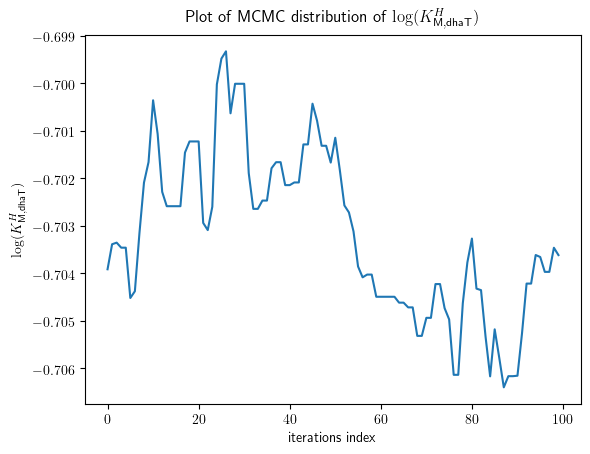 Plot of MCMC distribution of log(K^H_{M,dhaT})
log(K^H_{M,dhaT})
−0.699
−0.700
−0.701
−0.702
−0.703
−0.704
−0.705
−0.706
0 20 40 60 80 100
iterations index